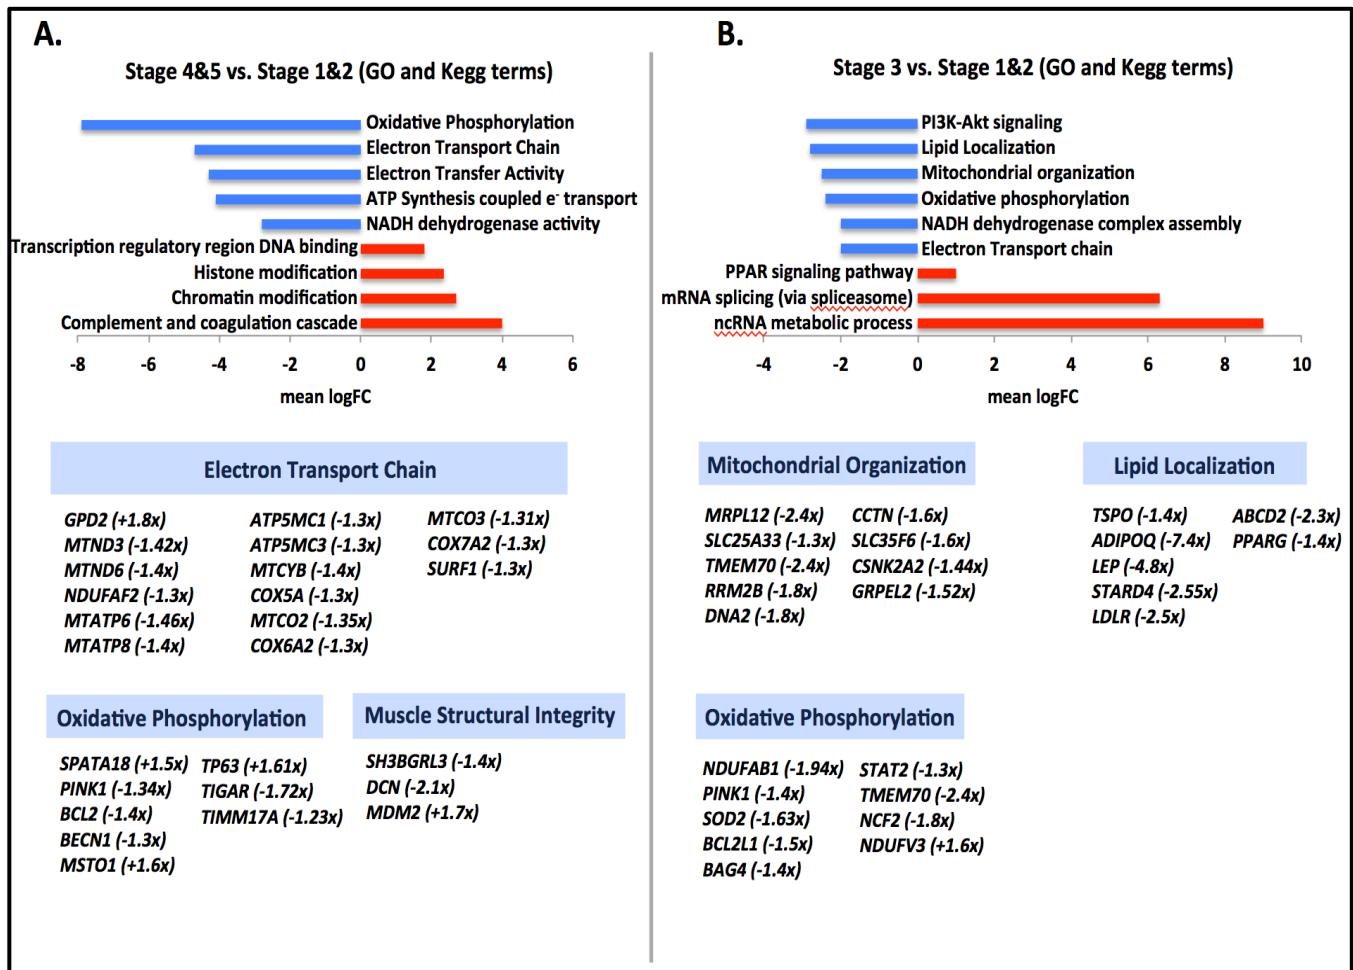 A.
Stage 4&5 vs. Stage 1&2 (GO and Kegg terms)
Oxidative Phosphorylation
Electron Transport Chain
Electron Transfer Activity
ATP Synthesis coupled e- transport
NADH dehydrogenase activity
Transcription regulatory region DNA binding
Histone modification
Chromatin modification
Complement and coagulation cascade
-8 -6 -4 -2 0 2 4 6
mean logFC
Electron Transport Chain
GPD2 (+1.8x)
MTND3 (-1.42x)
MTND6 (-1.4x)
NDUFAF2 (-1.3x)
MTATP6 (-1.46x)
MTATP8 (-1.4x)
ATP5MC1 (-1.3x)
ATP5MC3 (-1.3x)
MTCYB (-1.4x)
COX5A (-1.3x)
MTCO2 (-1.35x)
COX6A2 (-1.3x)
MTCO3 (-1.31x)
COX7A2 (-1.3x)
SURF1 (-1.3x)
Oxidative Phosphorylation
SPATA18 (+1.5x)
PINK1 (-1.34x)
BCL2 (-1.4x)
BECN1 (-1.3x)
MSTO1 (+1.6x)
TP63 (+1.61x)
TIGAR (-1.72x)
TIMM17A (-1.23x)
Muscle Structural Integrity
SH3BGRL3 (-1.4x)
DCN (-2.1x)
MDM2 (+1.7x)
B.
Stage 3 vs. Stage 1&2 (GO and Kegg terms)
PI3K-Akt signaling
Lipid Localization
Mitochondrial organization
Oxidative phosphorylation
NADH dehydrogenase complex assembly
Electron Transport chain
PPAR signaling pathway
mRNA splicing (via spliceasome)
ncRNA metabolic process
-4 -2 0 2 4 6 8 10
mean logFC
Mitochondrial Organization
MRPL12 (-2.4x)
SLC25A33 (-1.3x)
TMEM70 (-2.4x)
RRM2B (-1.8x)
DNA2 (-1.8x)
CCTN (-1.6x)
SLC35F6 (-1.6x)
CSNK2A2 (-1.44x)
GRPEL2 (-1.52x)
Lipid Localization
TSPO (-1.4x)
ADIPOQ (-7.4x)
LEP (-4.8x)
STARD4 (-2.55x)
LDLR (-2.5x)
ABCD2 (-2.3x)
PPARG (-1.4x)
Oxidative Phosphorylation
NDUFAB1 (-1.94x)
PINK1 (-1.4x)
SOD2 (-1.63x)
BCL2L1 (-1.5x)
BAG4 (-1.4x)
STAT2 (-1.3x)
TMEM70 (-2.4x)
NCF2 (-1.8x)
NDUFV3 (+1.6x)